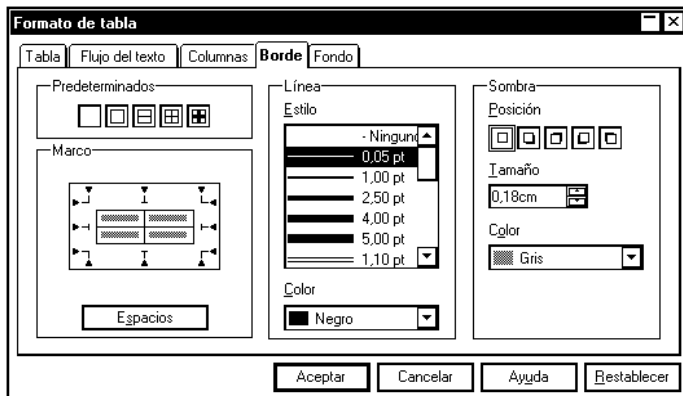 Formato de tabla
Tabla
Flujo del texto
Columnas
Borde
Fondo
Predeterminados
Marco
Espacios
Línea
Estilo
- Ninguno
0,05 pt
1,00 pt
2,50 pt
4,00 pt
5,00 pt
1,10 pt
Color
Negro
Sombra
Posición
Tamaño
0,18cm
Color
Gris
Aceptar
Cancelar
Ayuda
Restablecer